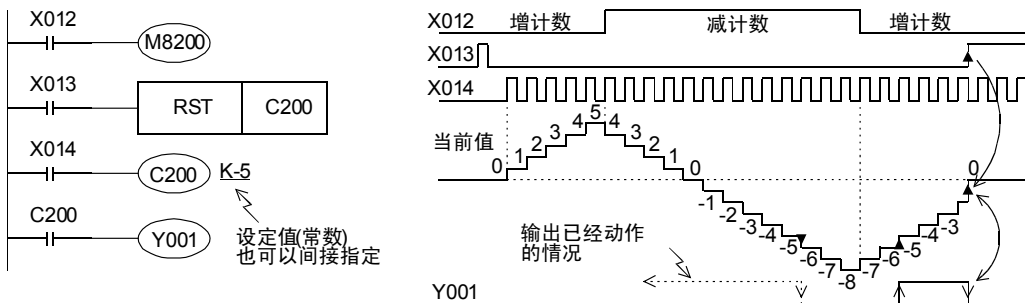 X012
M8200
X013
RST C200
X014
C200 K-5
C200
Y001
设定值(常数)
也可以间接指定
X012 增计数 减计数 增计数
X013
X014
当前值
0 1 2 3 4 5 4 3 2 1 0 -1 -2 -3 -4 -5 -6 -7 -8 -7 -6 -5 -4 -3 0
输出已经动作
的情况
Y001